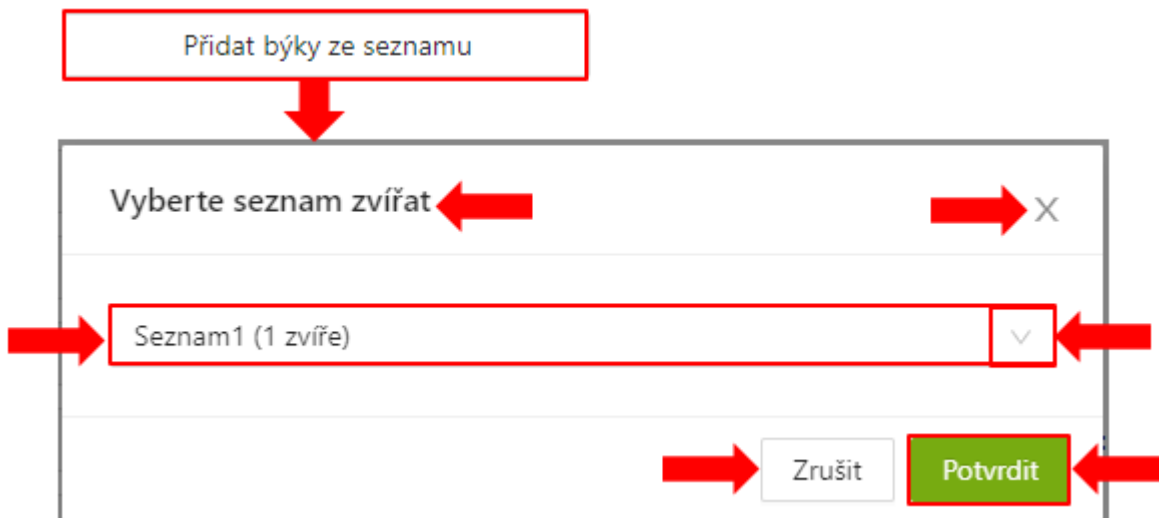 Přidat býky ze seznamu
Vyberte seznam zvířat
X
Seznam1 (1 zvíře)
Zrušit
Potvrdit